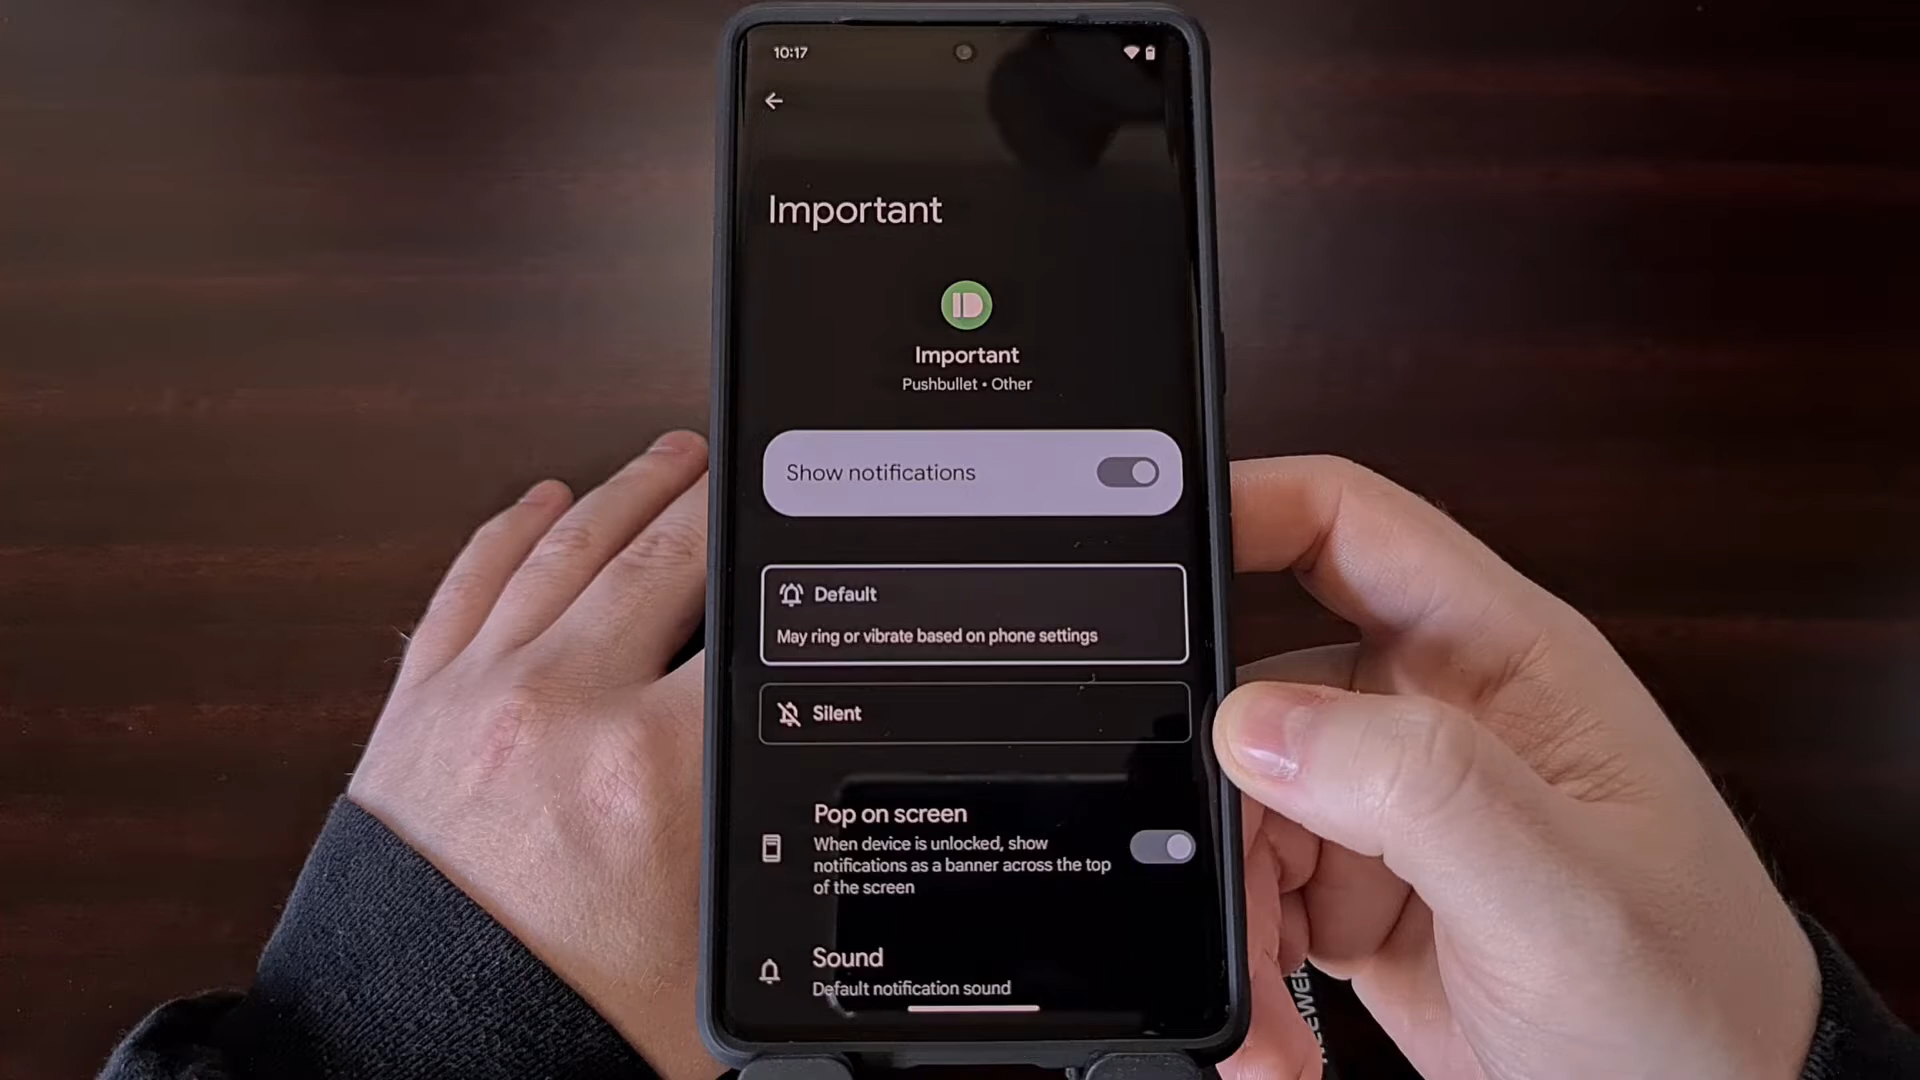 10:17
Important
Important
Pushbullet • Other
Show notifications
Default
May ring or vibrate based on phone settings
Silent
Pop on screen
When device is unlocked, show
notifications as a banner across the top
of the screen
Sound
Default notification sound